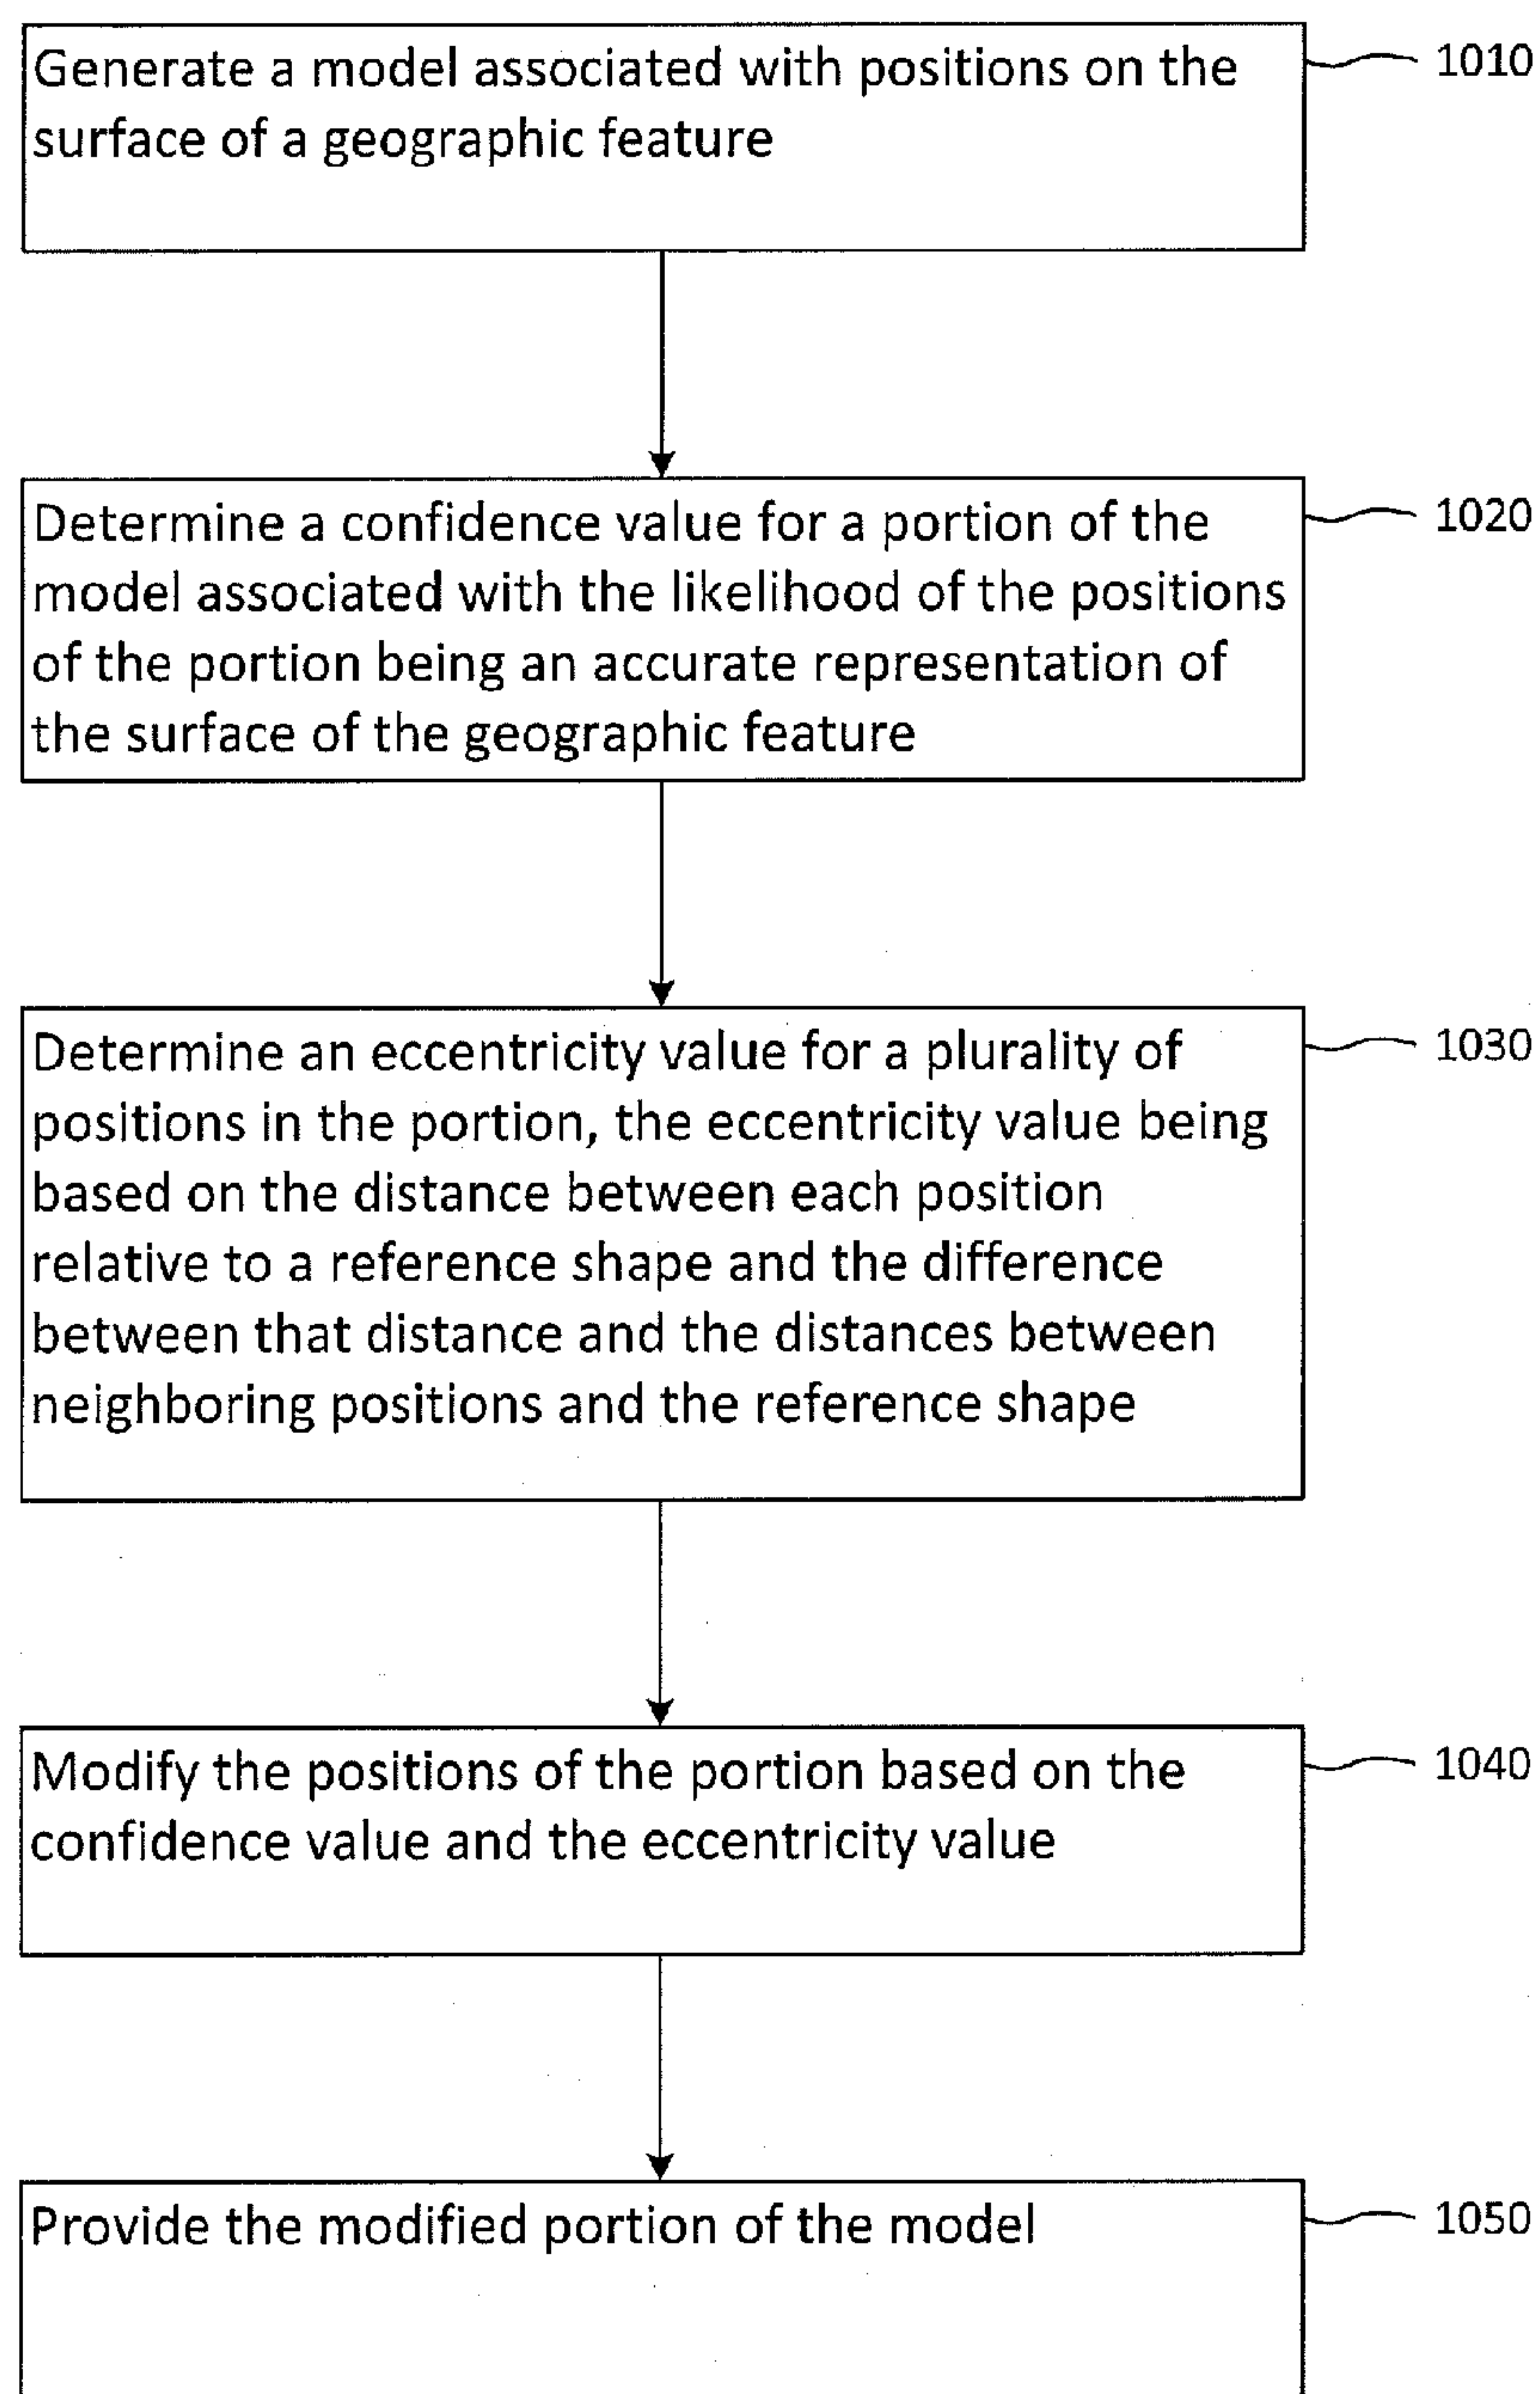 Generate a model associated with positions on the
surface of a geographic feature
1010
Determine a confidence value for a portion of the
model associated with the likelihood of the positions
of the portion being an accurate representation of
the surface of the geographic feature
1020
Determine an eccentricity value for a plurality of
positions in the portion, the eccentricity value being
based on the distance between each position
relative to a reference shape and the difference
between that distance and the distances between
neighboring positions and the reference shape
1030
Modify the positions of the portion based on the
confidence value and the eccentricity value
1040
Provide the modified portion of the model
1050